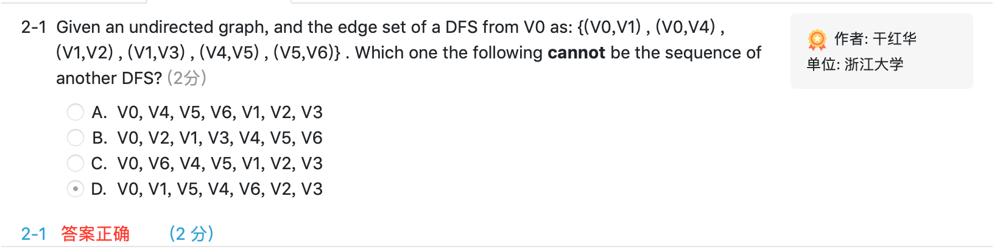 2-1 Given an undirected graph, and the edge set of a DFS from V0 as: {(V0,V1) , (V0,V4) ,
(V1,V2) , (V1,V3) , (V4,V5) , (V5,V6)} . Which one the following cannot be the sequence of
another DFS? (2分)
作者: 干红华
单位: 浙江大学
A. V0, V4, V5, V6, V1, V2, V3
B. V0, V2, V1, V3, V4, V5, V6
C. V0, V6, V4, V5, V1, V2, V3
D. V0, V1, V5, V4, V6, V2, V3
2-1 答案正确 (2 分)